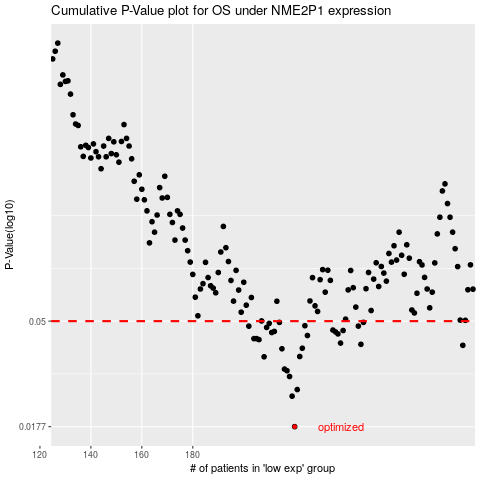 Cumulative P-Value plot for OS under NME2P1 expression
P-Value(log10)
0.05
0.0177
optimized
120 140 160 180
# of patients in 'low exp' group